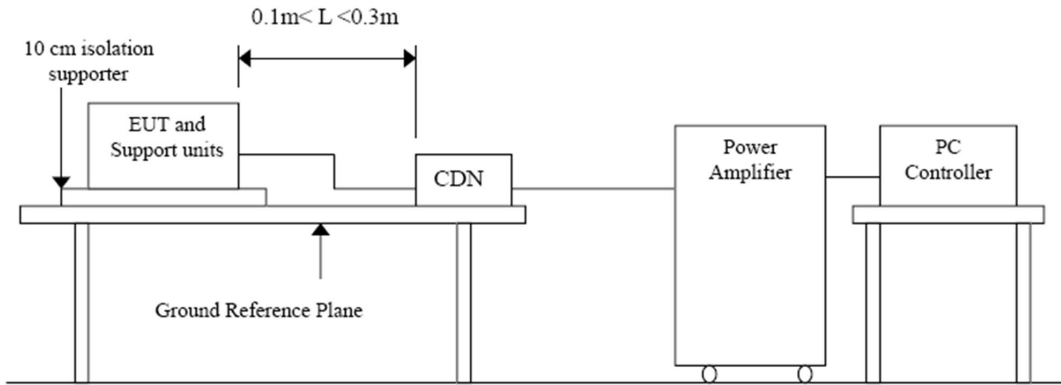 0.1m< L <0.3m
10 cm isolation
supporter
EUT and
Support units
CDN
Power
Amplifier
PC
Controller
Ground Reference Plane